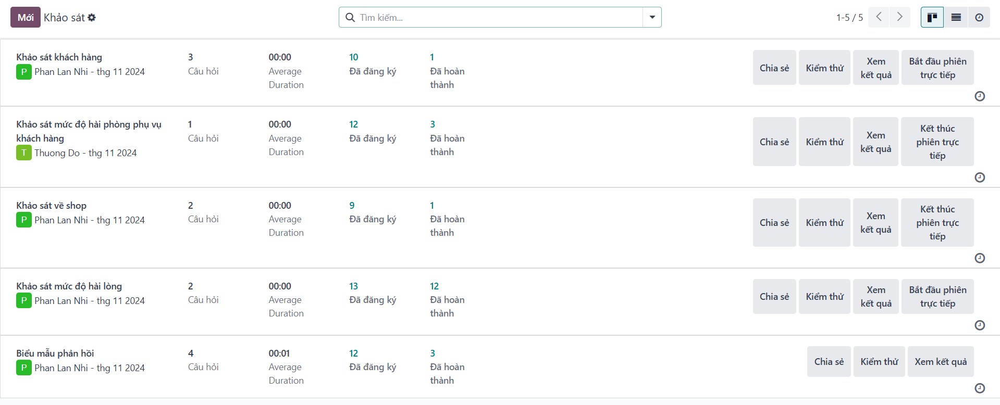 Mới Khảo sát Tìm kiếm... 1-5 / 5
Khảo sát khách hàng
P Phan Lan Nhi - thg 11 2024
3
Câu hỏi
00:00
Average
Duration
10
Đã đăng ký
1
Đã hoàn
thành
Chia sẻ
Kiểm thử
Xem
kết quả
Bắt đầu phiên
trực tiếp
Khảo sát mức độ hài phòng phụ vụ
khách hàng
T Thuong Do - thg 11 2024
1
Câu hỏi
00:00
Average
Duration
12
Đã đăng ký
3
Đã hoàn
thành
Chia sẻ
Kiểm thử
Xem
kết quả
Kết thúc
phiên trực
tiếp
Khảo sát về shop
P Phan Lan Nhi - thg 11 2024
2
Câu hỏi
00:00
Average
Duration
9
Đã đăng ký
1
Đã hoàn
thành
Chia sẻ
Kiểm thử
Xem
kết quả
Kết thúc
phiên trực
tiếp
Khảo sát mức độ hài lòng
P Phan Lan Nhi - thg 11 2024
2
Câu hỏi
00:00
Average
Duration
13
Đã đăng ký
12
Đã hoàn
thành
Chia sẻ
Kiểm thử
Xem
kết quả
Bắt đầu phiên
trực tiếp
Biểu mẫu phản hồi
P Phan Lan Nhi - thg 11 2024
4
Câu hỏi
00:01
Average
Duration
12
Đã đăng ký
3
Đã hoàn
thành
Chia sẻ
Kiểm thử
Xem kết quả